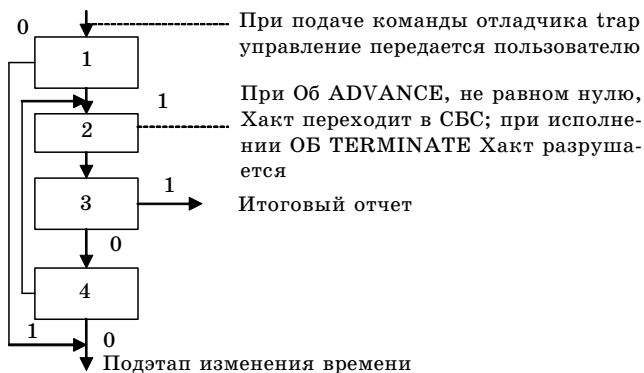 При подаче команды отладчика trap
управление передается пользователю
0
1
При Об ADVANCE, не равном нулю,
Хакт переходит в СБС; при исполне-
нии ОБ TERMINATE Хакт разруша-
ется
1
2
3
1
Итоговый отчет
0
4
1
0
Подэтап изменения времени